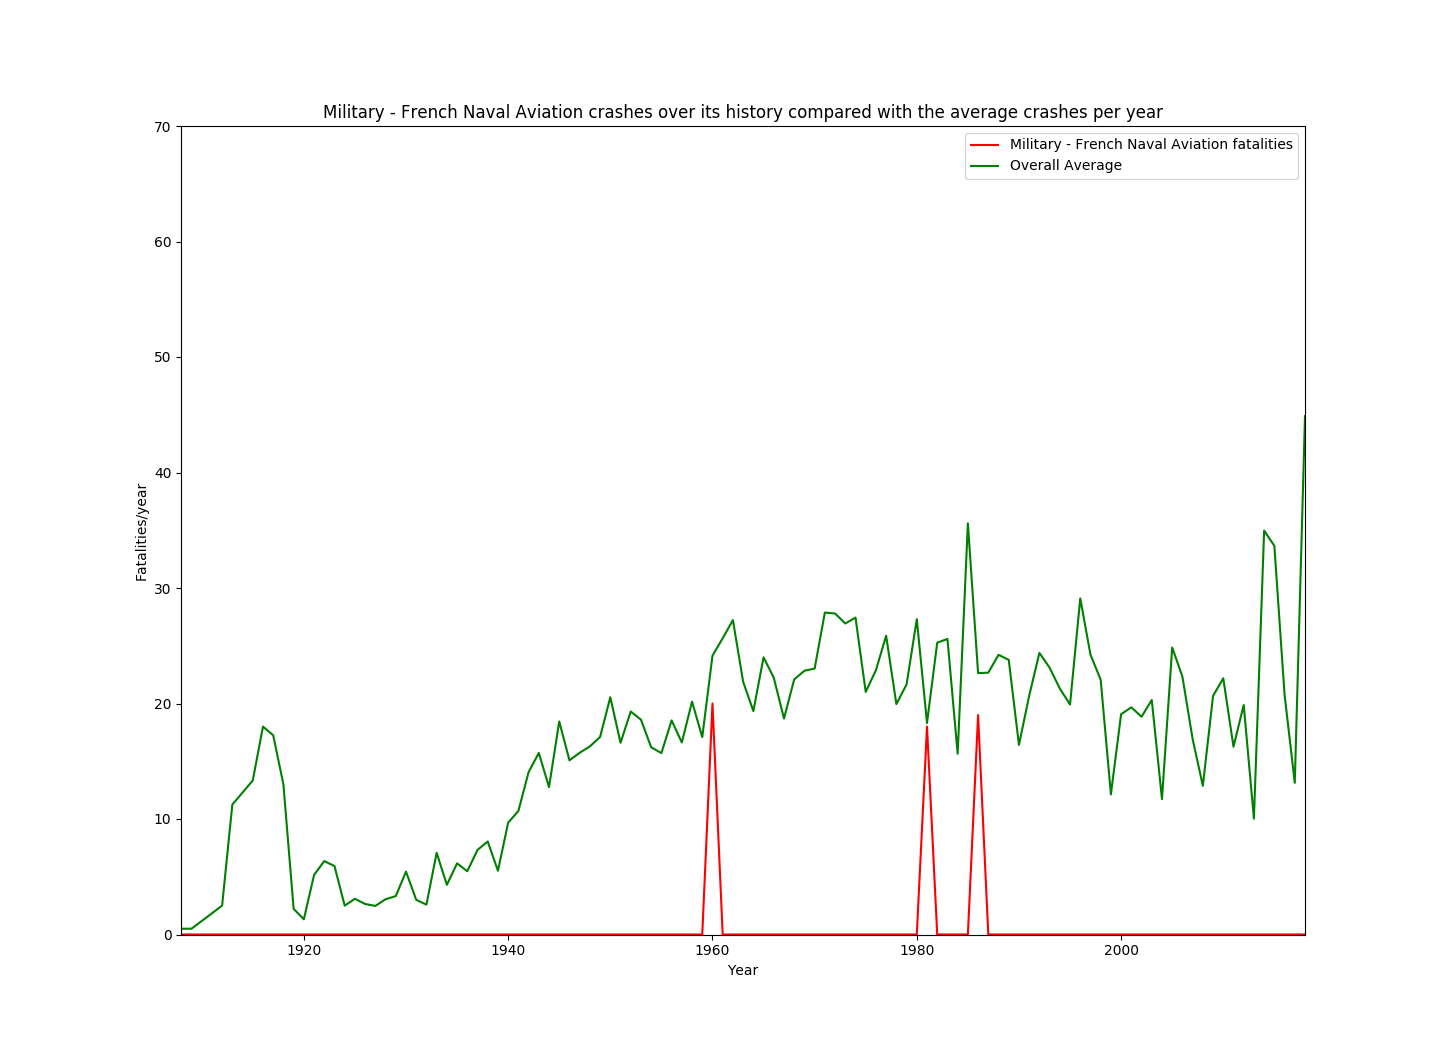 Military - French Naval Aviation crashes over its history compared with the average crashes per year
Military - French Naval Aviation fatalities
Overall Average
70
60
50
40
30
20
10
0
Fatalities/year
1920 1940 1960 1980 2000
Year